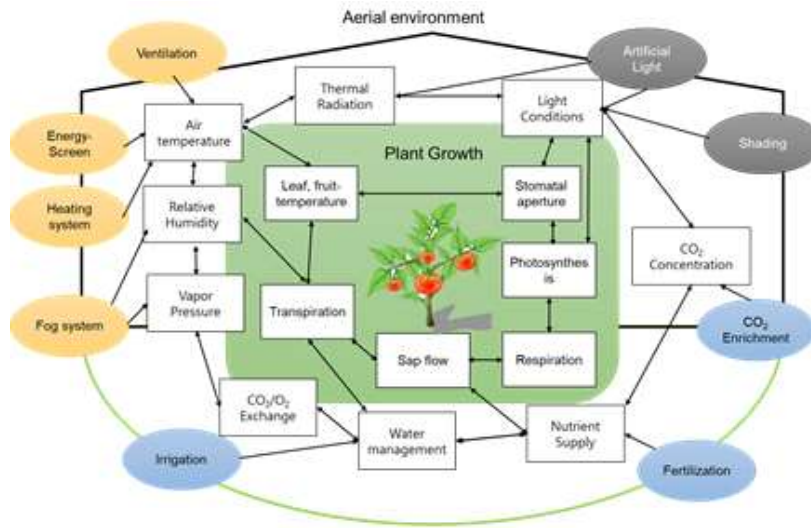 Aerial environment
Ventilation
Artificial
Light
Thermal
Radiation
Light
Conditions
Air
temperature
Energy-
Screen
Shading
Plant Growth
Leaf, fruit-
temperature
Stomatal
aperture
Heating
system
Relative
Humidity
CO₂
Concentration
Photosynthes
is
Vapor
Pressure
Transpiration
Fog system
CO₂
Enrichment
Sap flow
Respiration
CO₂/O₂
Exchange
Water
management
Nutrient
Supply
Irrigation
Fertilization